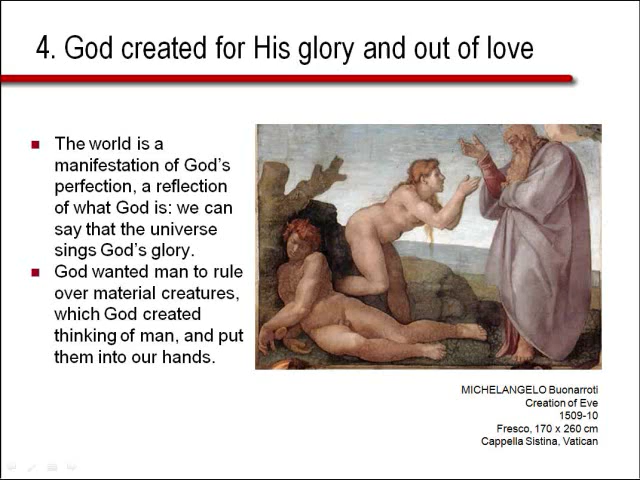 4. God created for His glory and out of love
The world is a
manifestation of God's
perfection, a reflection
of what God is: we can
say that the universe
sings God's glory.
God wanted man to rule
over material creatures,
which God created
thinking of man, and put
them into our hands.
MICHELANGELO Buonarroti
Creation of Eve
1509-10
Fresco, 170 x 260 cm
Cappella Sistina, Vatican